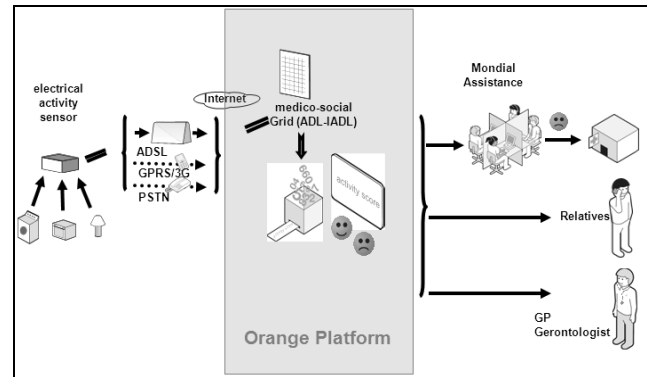 electrical
activity
sensor
ADSL
GPRS/3G
PSTN
Internet
medico-social
Grid (ADL-IADL)
activity score
Orange Platform
Mondial
Assistance
Relatives
GP
Gerontologist